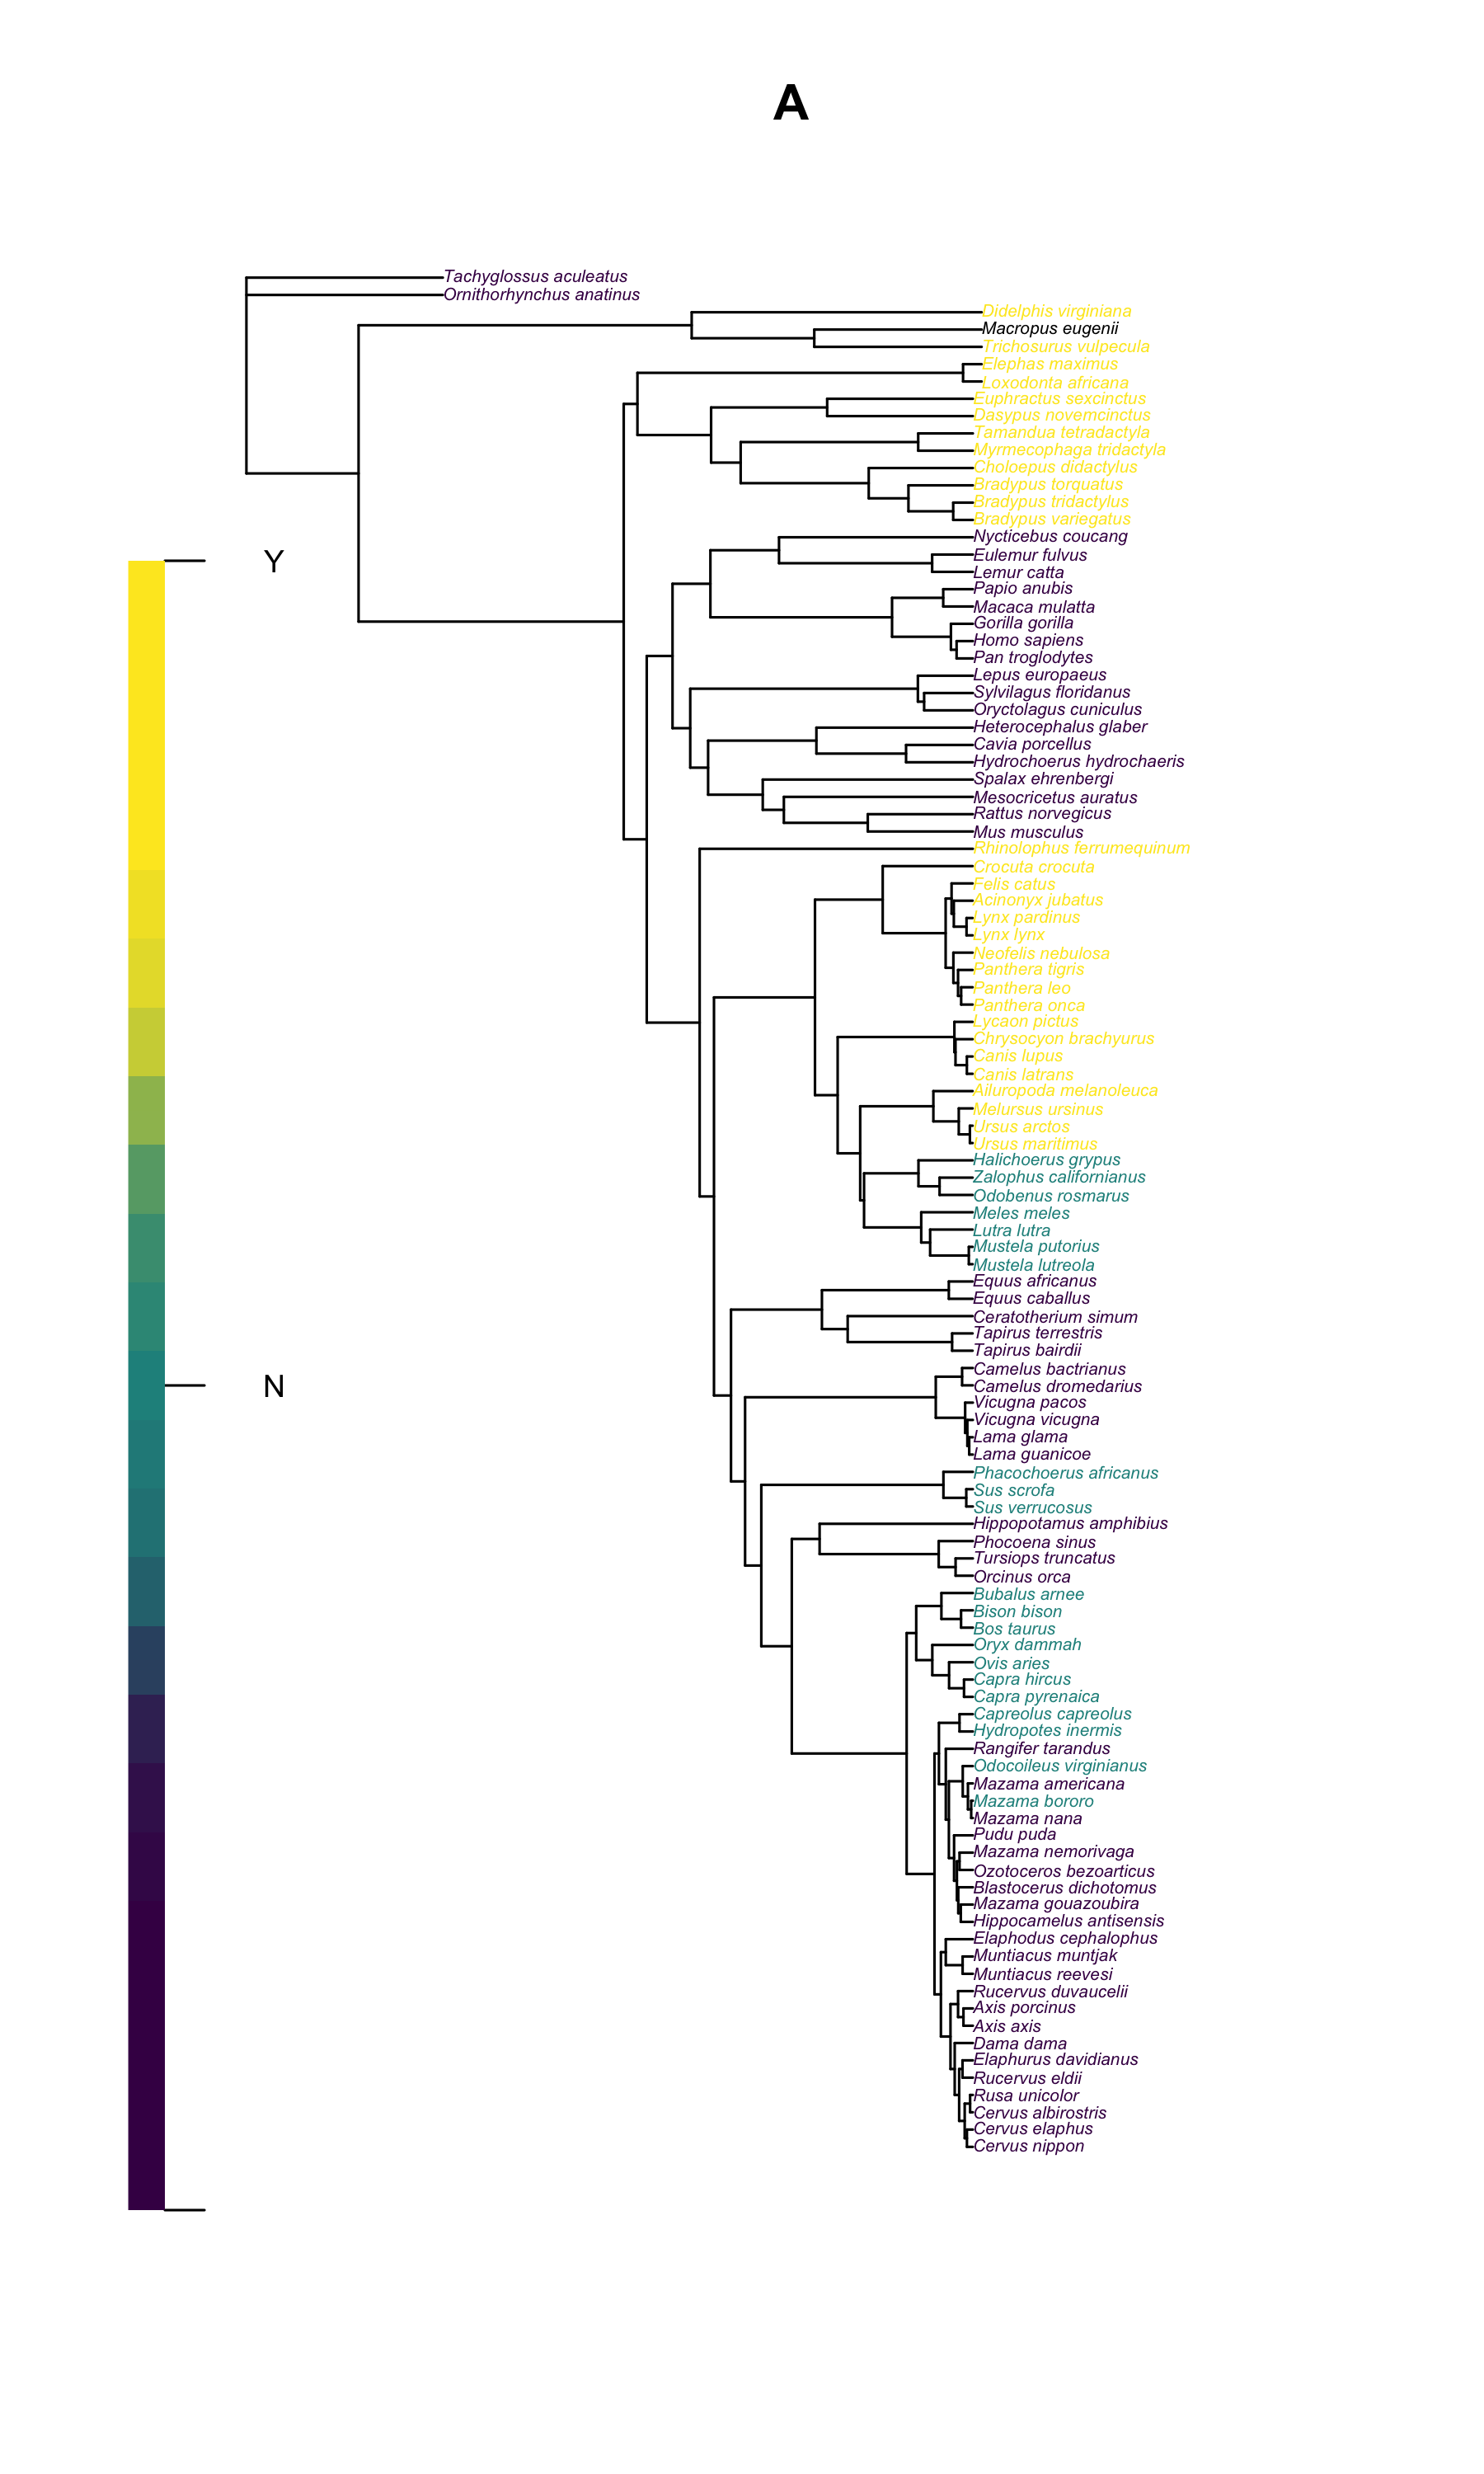 A
Tachyglossus aculeatus
Ornithorhynchus anatinus
Didelphis virginiana
Macropus eugenii
Trichosurus vulpecula
Elephas maximus
Loxodonta africana
Euphractus sexcinctus
Dasypus novemcinctus
Tamandua tetradactyla
Myrmecophaga tridactyla
Choloepus didactylus
Bradypus torquatus
Bradypus tridactylus
Bradypus variegatus
Nycticebus coucang
Y
Eulemur fulvus
Lemur catta
Papio anubis
Macaca mulatta
Gorilla gorilla
Homo sapiens
Pan troglodytes
Lepus europaeus
Sylvilagus floridanus
Oryctolagus cuniculus
Heterocephalus glaber
Cavia porcellus
Hydrochoerus hydrochaeris
Spalax ehrenbergi
Mesocricetus auratus
Rattus norvegicus
Mus musculus
Rhinolophus ferrumequinum
Crocuta crocuta
Felis catus
Acinonyx jubatus
Lynx pardinus
Lynx lynx
Neofelis nebulosa
Panthera tigris
Panthera leo
Panthera onca
Lycaon pictus
Chrysocyon brachyurus
Canis lupus
Canis latrans
Ailuropoda melanoleuca
Melursus ursinus
Ursus arctos
Ursus maritimus
Halichoerus grypus
Zalophus californianus
Odobenus rosmarus
Meles meles
Lutra lutra
Mustela putorius
Mustela lutreola
Equus africanus
Equus caballus
Ceratotherium simum
Tapirus terrestris
Tapirus bairdii
Camelus bactrianus
N
Camelus dromedarius
Vicugna pacos
Vicugna vicugna
Lama glama
Lama guanicoe
Phacochoerus africanus
Sus scrofa
Sus verrucosus
Hippopotamus amphibius
Phocoena sinus
Tursiops truncatus
Orcinus orca
Bubalus arnee
Bison bison
Bos taurus
Oryx dammah
Ovis aries
Capra hircus
Capra pyrenaica
Capreolus capreolus
Hydropotes inermis
Rangifer tarandus
Odocoileus virginianus
Mazama americana
Mazama bororo
Mazama nana
Pudu puda
Mazama nemorivaga
Ozotoceros bezoarticus
Blastocerus dichotomus
Mazama gouazoubira
Hippocamelus antisensis
Elaphodus cephalophus
Muntiacus muntjak
Muntiacus reevesi
Rucervus duvaucelii
Axis porcinus
Axis axis
Dama dama
Elaphurus davidianus
Rucervus eldii
Rusa unicolor
Cervus albirostris
Cervus elaphus
Cervus nippon